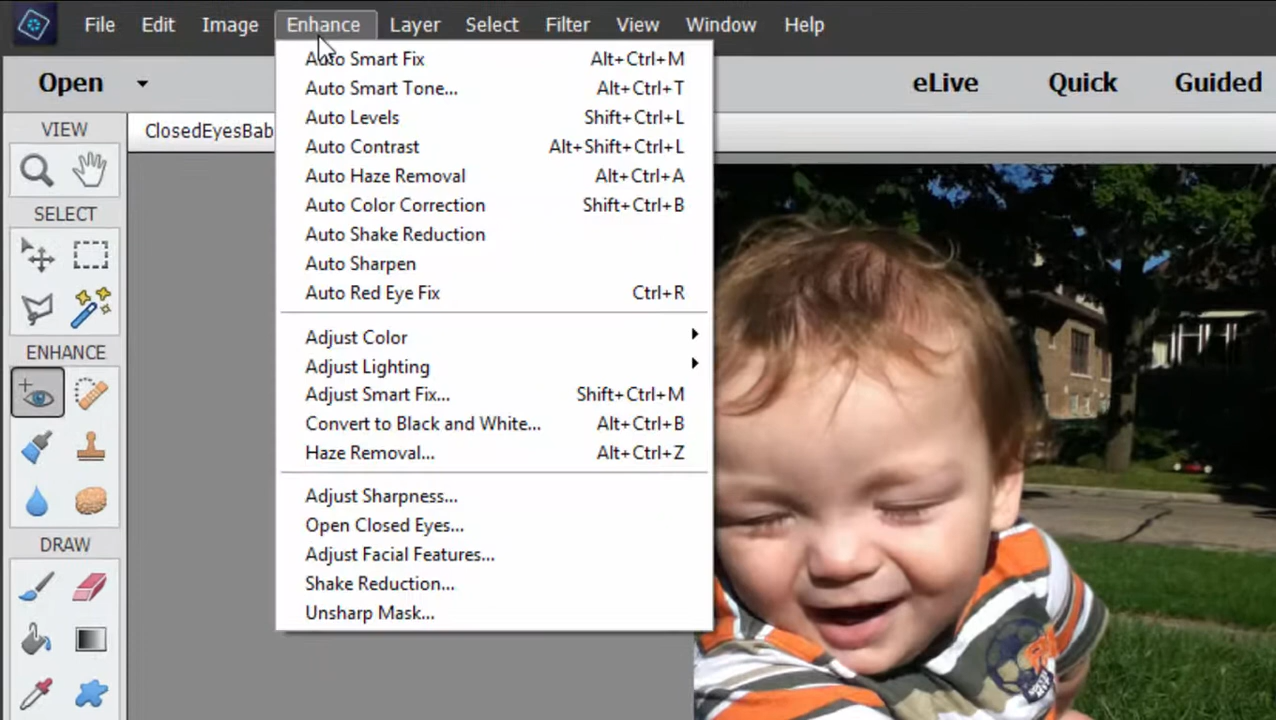 File Edit Image Enhance Layer Select Filter View Window Help
Open eLive Quick Guided
VIEW
ClosedEyesBab
SELECT
ENHANCE
DRAW
Auto Smart Fix Alt+Ctrl+M
Auto Smart Tone... Alt+Ctrl+T
Auto Levels Shift+Ctrl+L
Auto Contrast Alt+Shift+Ctrl+L
Auto Haze Removal Alt+Ctrl+A
Auto Color Correction Shift+Ctrl+B
Auto Shake Reduction
Auto Sharpen
Auto Red Eye Fix Ctrl+R
Adjust Color
Adjust Lighting
Adjust Smart Fix... Shift+Ctrl+M
Convert to Black and White... Alt+Ctrl+B
Haze Removal... Alt+Ctrl+Z
Adjust Sharpness...
Open Closed Eyes...
Adjust Facial Features...
Shake Reduction...
Unsharp Mask...